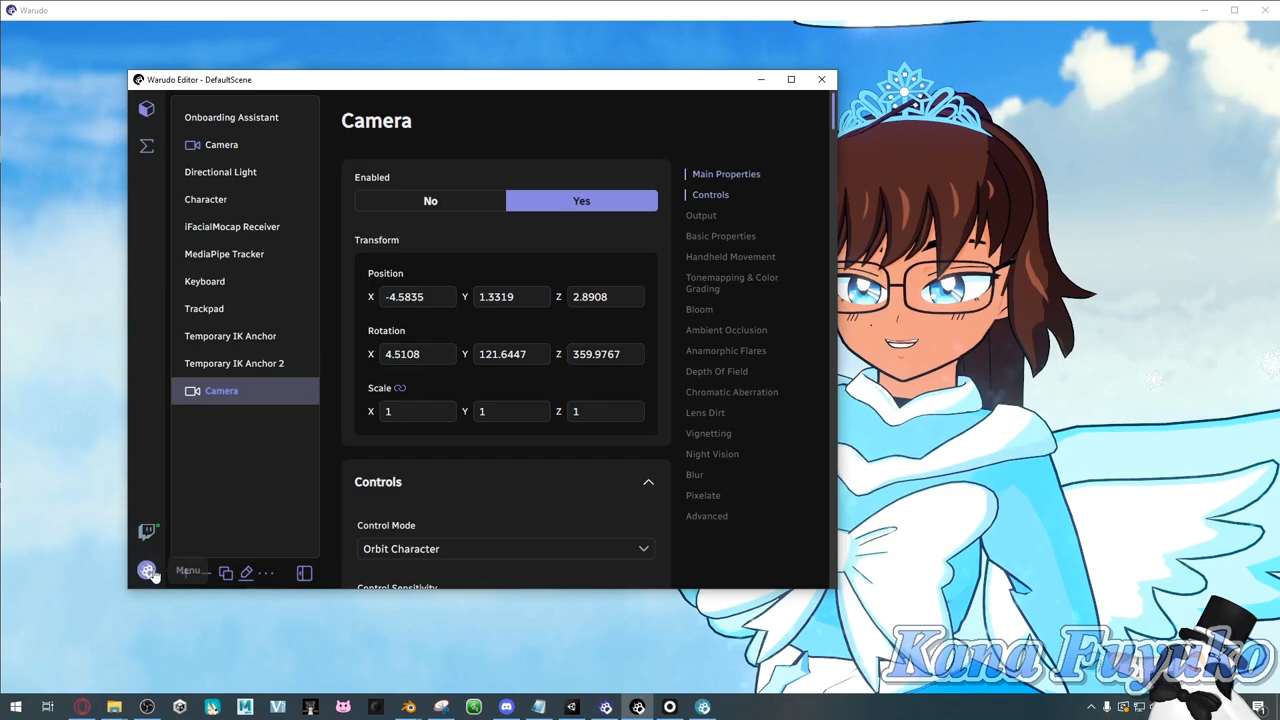 Warudo
Warudo Editor - DefaultScene
Onboarding Assistant
Camera
Directional Light
Character
iFacialMocap Receiver
MediaPipe Tracker
Keyboard
Trackpad
Temporary IK Anchor
Temporary IK Anchor 2
Camera
Menu
Camera
Enabled
No Yes
Transform
Position
X -4.5835 Y 1.3319 Z 2.8908
Rotation
X 4.5108 Y 121.6447 Z 359.9767
Scale
X 1 Y 1 Z 1
Controls
Control Mode
Orbit Character
Control Sensitivity
Main Properties
Controls
Output
Basic Properties
Handheld Movement
Tonemapping & Color
Grading
Bloom
Ambient Occlusion
Anamorphic Flares
Depth Of Field
Chromatic Aberration
Lens Dirt
Vignetting
Night Vision
Blur
Pixelate
Advanced
Kana Fuyuko